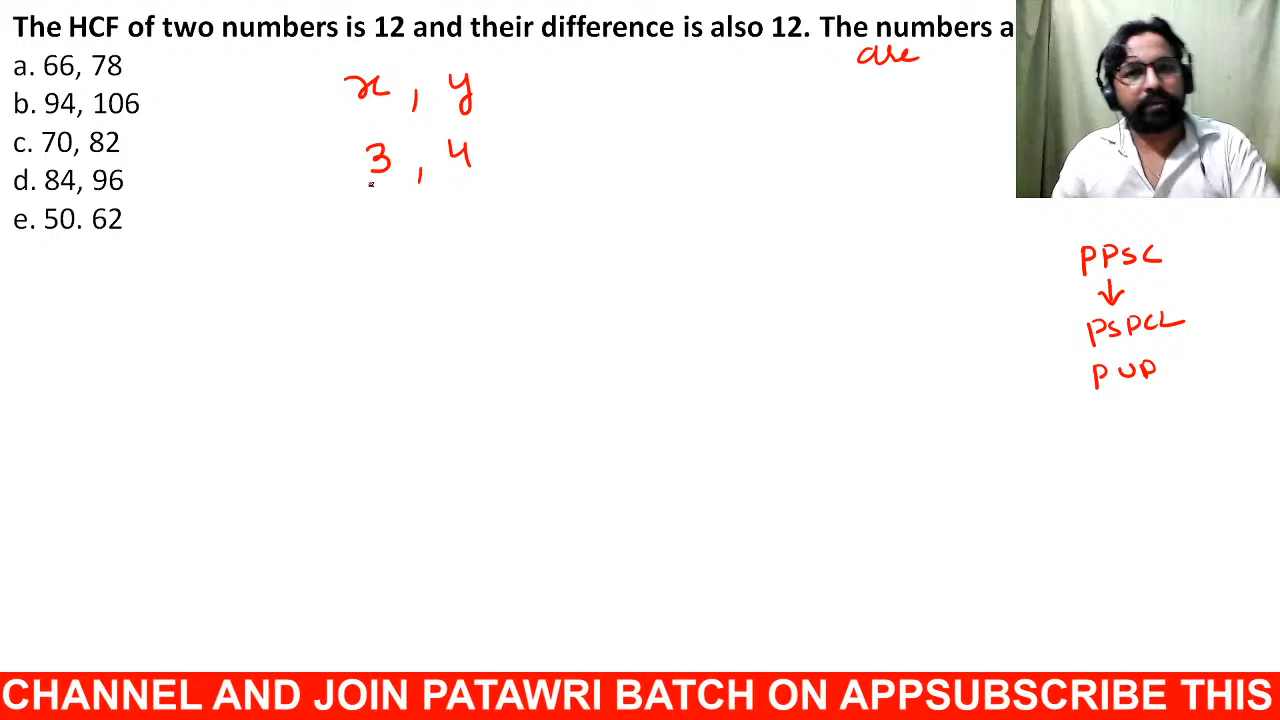 The HCF of two numbers is 12 and their difference is also 12. The numbers a
are
a. 66, 78
b. 94, 106
c. 70, 82
d. 84, 96
e. 50. 62
x , y
3 , 4
PPSC
↓
PSPCL
PUP
CHANNEL AND JOIN PATAWRI BATCH ON APPSUBSCRIBE THIS